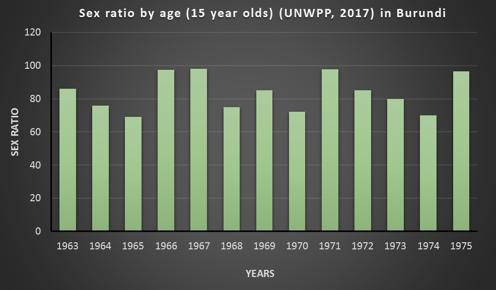 Sex ratio by age (15 year olds) (UNWPP, 2017) in Burundi
120
100
80
60
40
20
0
SEX RATIO
1963 1964 1965 1966 1967 1968 1969 1970 1971 1972 1973 1974 1975
YEARS